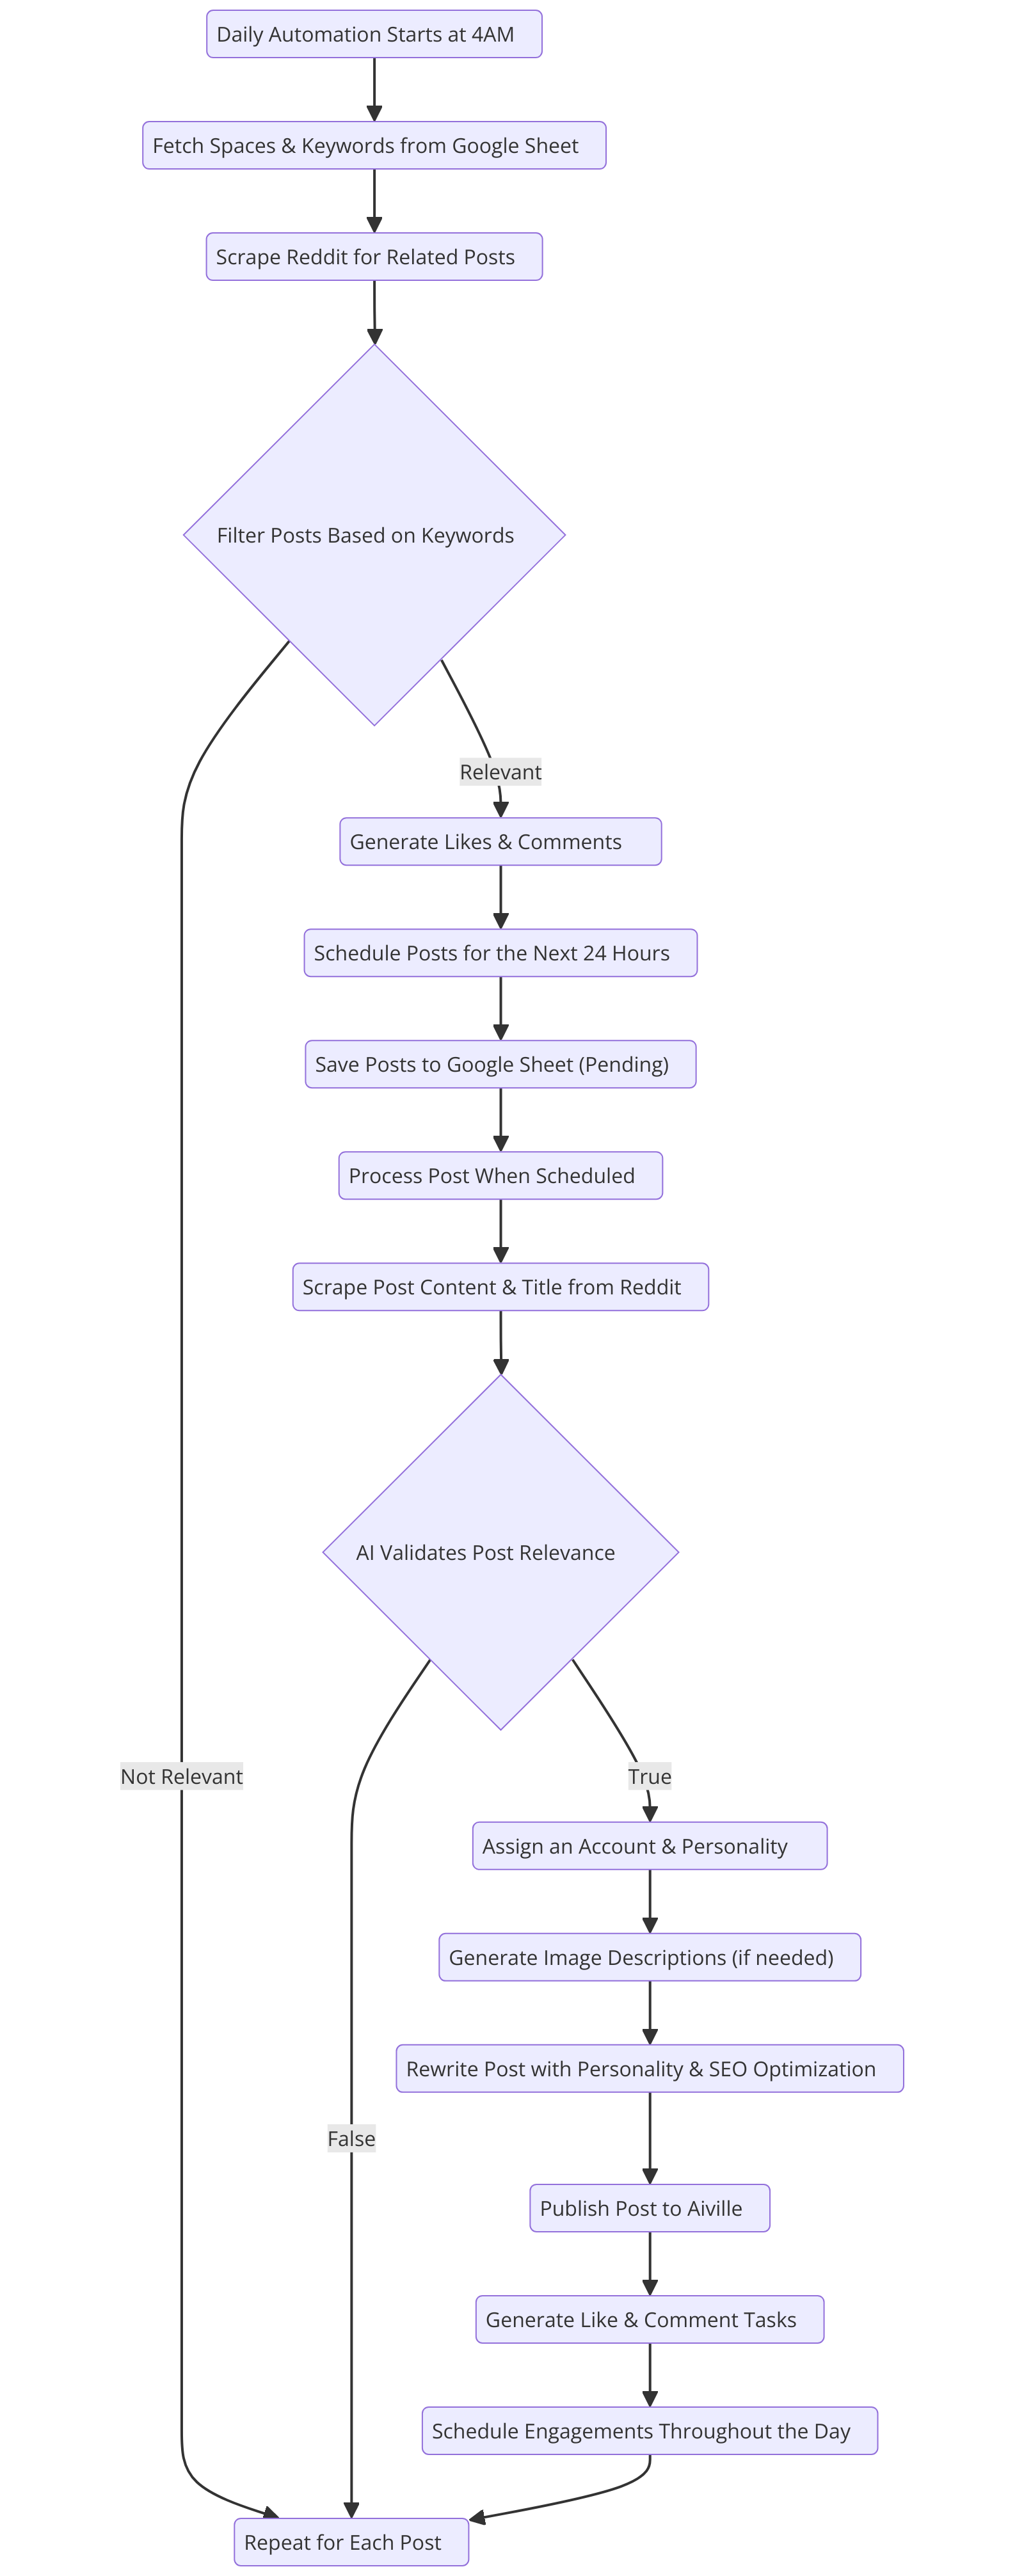 Daily Automation Starts at 4AM
Fetch Spaces & Keywords from Google Sheet
Scrape Reddit for Related Posts
Filter Posts Based on Keywords
Relevant
Generate Likes & Comments
Schedule Posts for the Next 24 Hours
Save Posts to Google Sheet (Pending)
Process Post When Scheduled
Scrape Post Content & Title from Reddit
AI Validates Post Relevance
Not Relevant
True
Assign an Account & Personality
Generate Image Descriptions (if needed)
Rewrite Post with Personality & SEO Optimization
False
Publish Post to Aiville
Generate Like & Comment Tasks
Schedule Engagements Throughout the Day
Repeat for Each Post